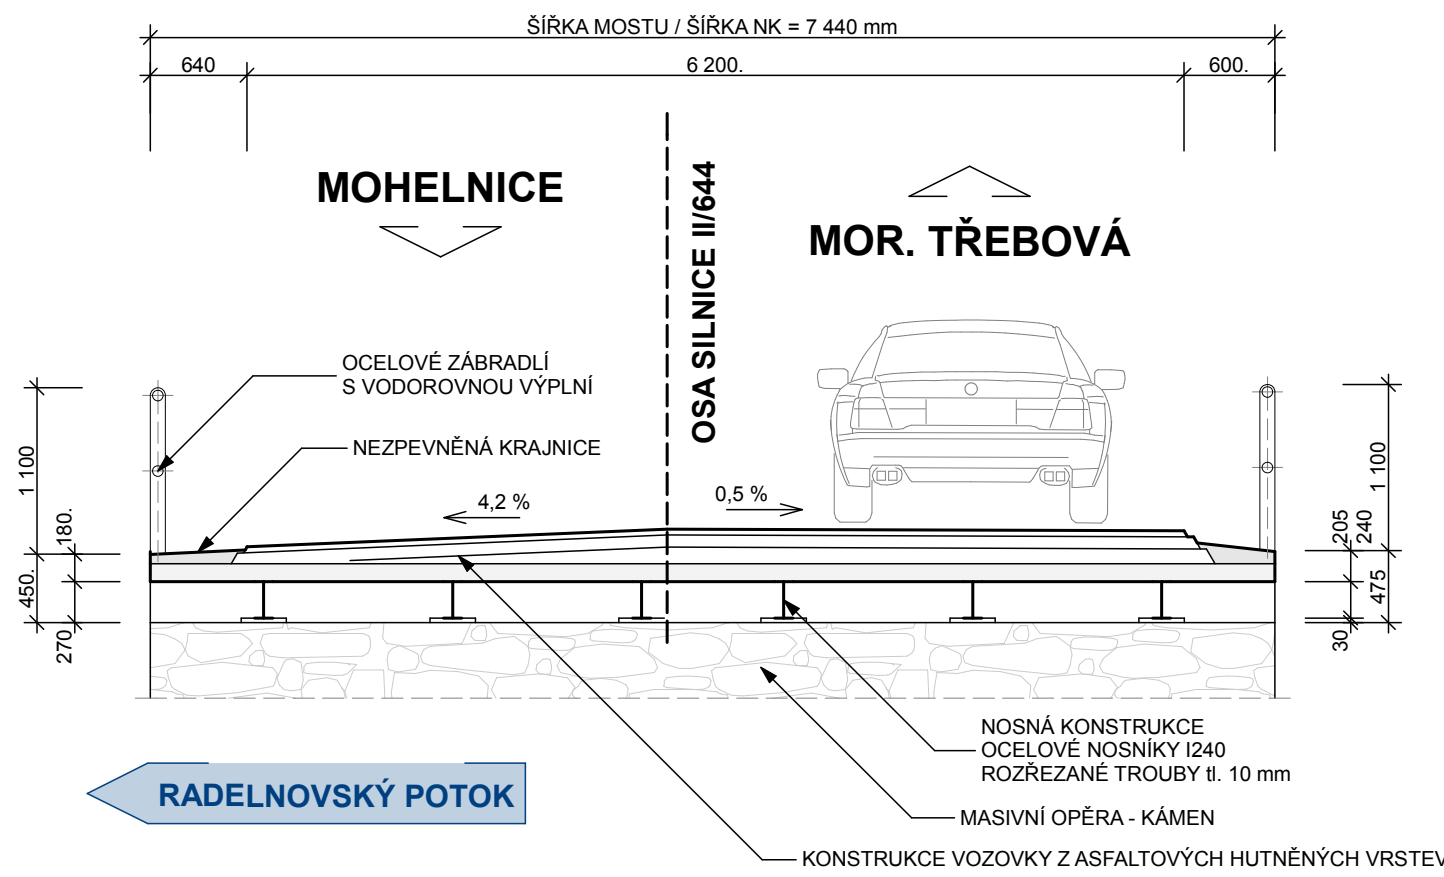 ŠÍŘKA MOSTU / ŠÍŘKA NK = 7 440 mm
640
6 200.
600.
MOHELNICE
OSA SILNICE II/644
MOR. TŘEBOVÁ
OCELOVÉ ZÁBRADLÍ
S VODOROVNOU VÝPLNÍ
NEZPEVNĚNÁ KRAJNICE
4,2 %
0,5 %
1 100
180.
450.
270
1 100
205
240
475
30
NOSNÁ KONSTRUKCE
OCELOVÉ NOSNÍKY I240
ROZŘEZANÉ TROUBY tl. 10 mm
RADELNOVSKÝ POTOK
MASIVNÍ OPĚRA - KÁMEN
KONSTRUKCE VOZOVKY Z ASFALTOVÝCH HUTNĚNÝCH VRSTEV